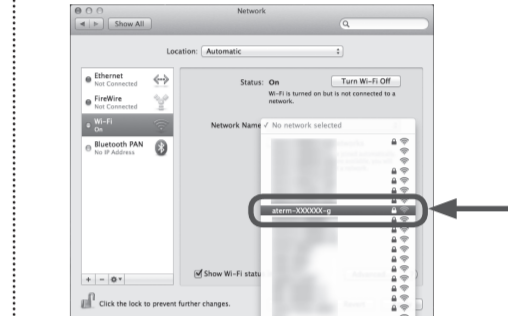 Network
Show All
Location: Automatic
Ethernet
Not Connected
FireWire
Not Connected
Wi-Fi
On
Bluetooth PAN
No IP Address
Status: On
Turn Wi-Fi Off
Wi-Fi is turned on but is not connected to a
network.
Network Name ✓ No network selected
aterm-XXXXXX-g
Show Wi-Fi statu
Click the lock to prevent further changes.